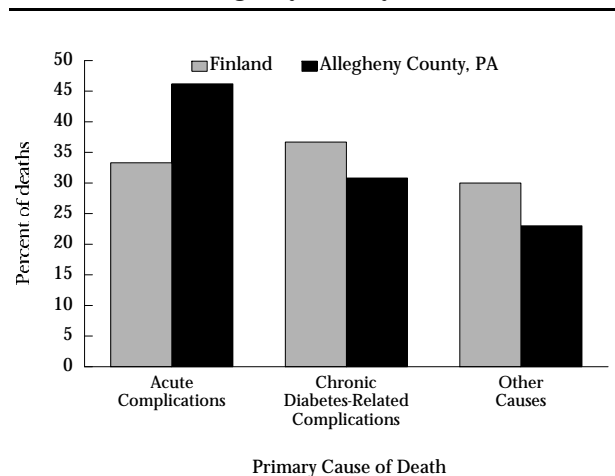 Finland Allegheny County, PA
Percent of deaths
50
45
40
35
30
25
20
15
10
5
0
Acute
Complications
Chronic
Diabetes-Related
Complications
Other
Causes
Primary Cause of Death